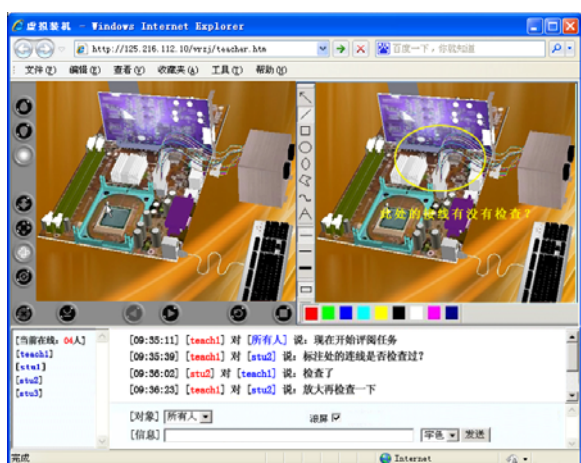 虚拟装机 - Windows Internet Explorer
http://125.216.112.10/vrzj/teacher.htm
百度一下，你就知道
文件(F) 编辑(E) 查看(V) 收藏夹(A) 工具(T) 帮助(H)
此处的接线有没有检查？
[当前在线：04人]
[teach1]
[stu1]
[stu2]
[stu3]
[09:35:11] [teach1] 对 [所有人] 说：现在开始评阅任务
[09:35:39] [teach1] 对 [stu2] 说：标注处的连线是否检查过？
[09:36:02] [stu2] 对 [teach1] 说：检查了
[09:36:23] [teach1] 对 [stu2] 说：放大再检查一下
[对象] 所有人 滚屏
[信息] 字色 发送
完成 Internet